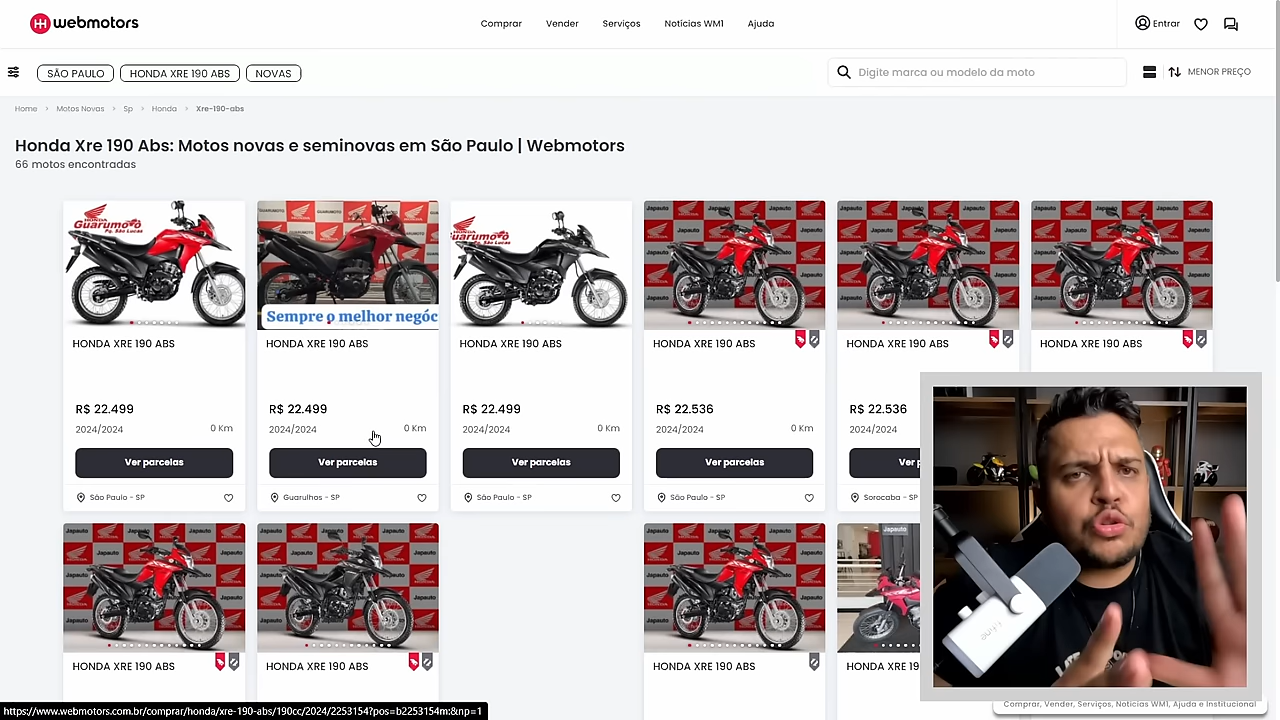 webmotors
Comprar Vender Serviços Notícias WM1 Ajuda
Entrar
SÃO PAULO HONDA XRE 190 ABS NOVAS
Digite marca ou modelo da moto
MENOR PREÇO
Home > Motos Novas > Sp > Honda > Xre-190-abs
Honda Xre 190 Abs: Motos novas e seminovas em São Paulo | Webmotors
66 motos encontradas
HONDA
Guarumoto
Pq. São Lucas
HONDA XRE 190 ABS
R$ 22.499
2024/2024 0 Km
Ver parcelas
São Paulo - SP
Sempre o melhor negóc
HONDA XRE 190 ABS
R$ 22.499
2024/2024 0 Km
Ver parcelas
Guarulhos - SP
HONDA XRE 190 ABS
R$ 22.499
2024/2024 0 Km
Ver parcelas
São Paulo - SP
Japauto
HONDA XRE 190 ABS
R$ 22.536
2024/2024 0 Km
Ver parcelas
São Paulo - SP
Japauto
HONDA XRE 190 ABS
R$ 22.536
2024/2024
Ver p
Sorocaba - SP
Japauto
HONDA XRE 190 ABS
Japauto
HONDA XRE 190 ABS
Japauto
HONDA XRE 190 ABS
Japauto
HONDA XRE 190 ABS
Japauto
HONDA XRE 19
https://www.webmotors.com.br/comprar/honda/xre-190-abs/190cc/2024/2253154?pos=b2253154m:&np=1
Comprar, Vender, Serviços, Notícias WM1, Ajuda e Institucional